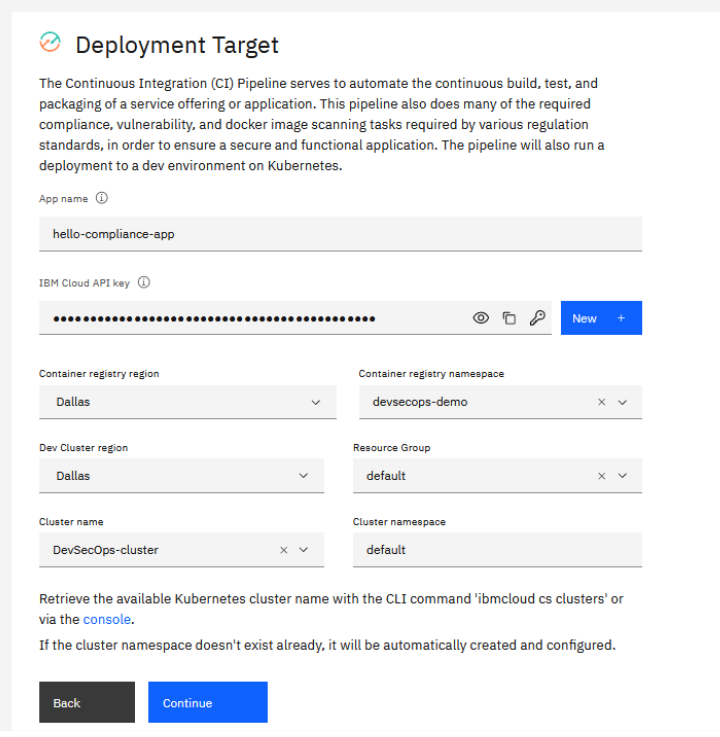 Deployment Target
The Continuous Integration (CI) Pipeline serves to automate the continuous build, test, and
packaging of a service offering or application. This pipeline also does many of the required
compliance, vulnerability, and docker image scanning tasks required by various regulation
standards, in order to ensure a secure and functional application. The pipeline will also run a
deployment to a dev environment on Kubernetes.
App name
hello-compliance-app
IBM Cloud API key
••••••••••••••••••••••••••••••••••••••••••••
New +
Container registry region Container registry namespace
Dallas devsecops-demo
Dev Cluster region Resource Group
Dallas default
Cluster name Cluster namespace
DevSecOps-cluster default
Retrieve the available Kubernetes cluster name with the CLI command 'ibmcloud cs clusters' or
via the console.
If the cluster namespace doesn't exist already, it will be automatically created and configured.
Back Continue